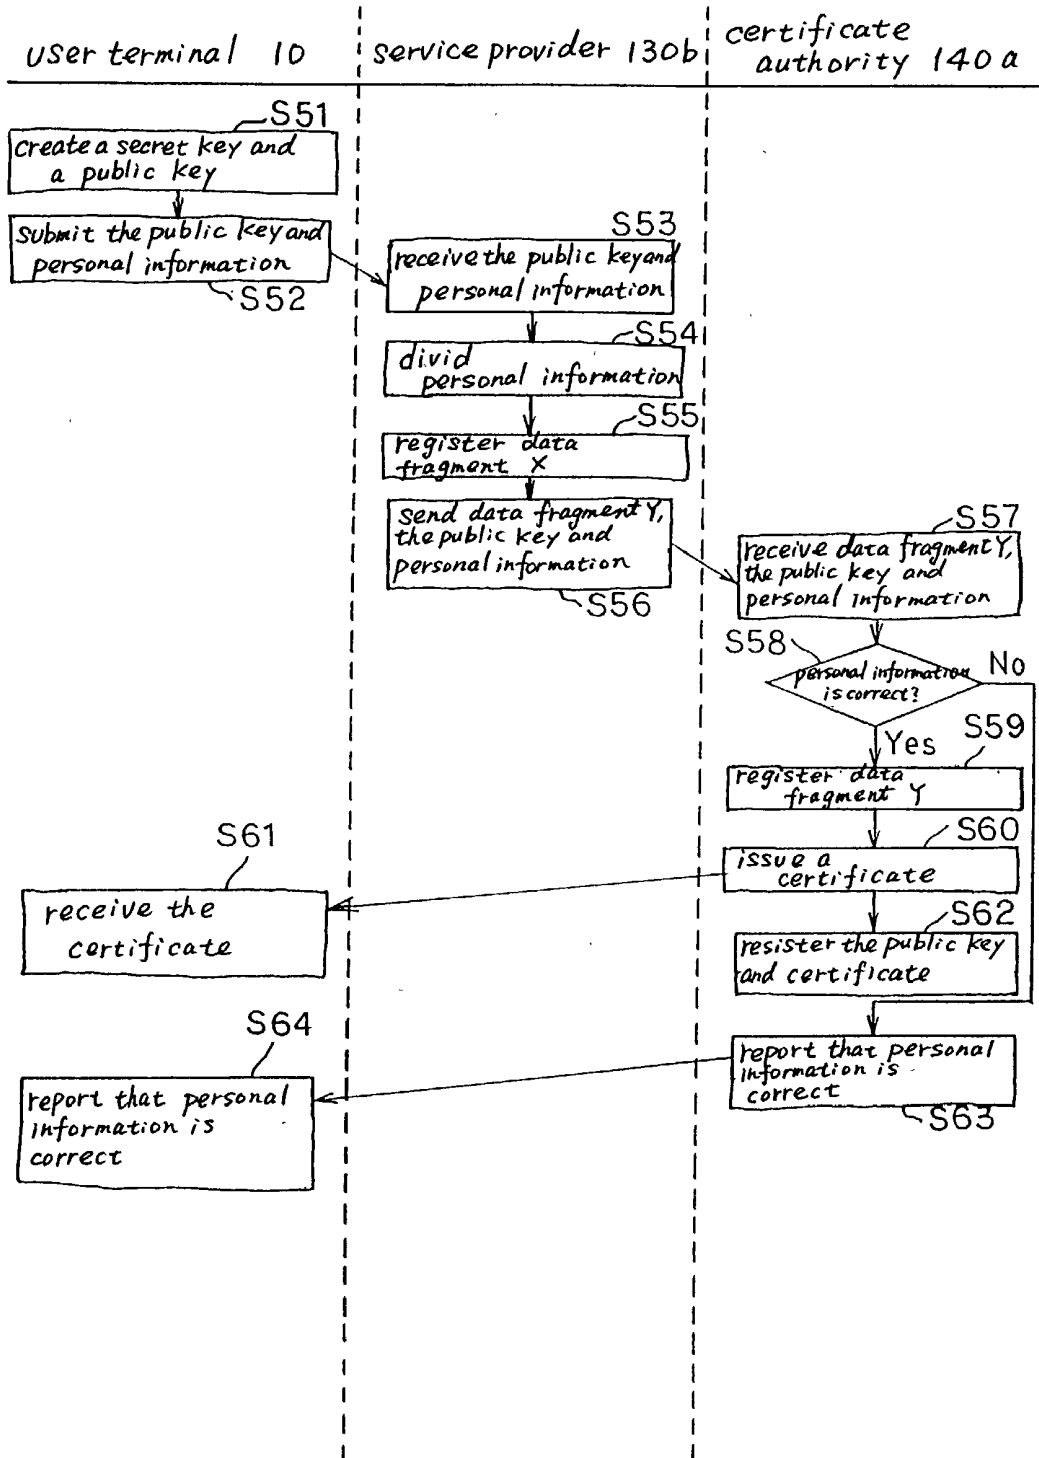 user terminal 10
service provider 130b
certificate
authority 140a
S51
create a secret key and
a public key
submit the public key and
personal information
S52
S53
receive the public key and
personal information
S54
divid
personal information
S55
register data
fragment X
send data fragment Y,
the public key and
personal information
S56
S57
receive data fragment Y,
the public key and
personal information
S58
personal information
is correct?
No
Yes
S59
register data
fragment Y
S60
issue a
certificate
S61
receive the
certificate
S62
resister the public key
and certificate
report that personal
information is
correct
S63
S64
report that personal
information is
correct